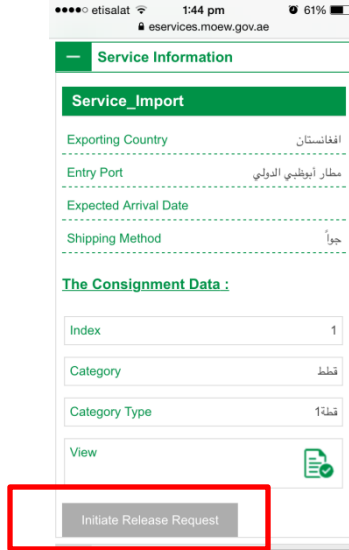 etisalat 1:44 pm 61%
eservices.moew.gov.ae
Service Information
Service_Import
Exporting Country افغانستان
Entry Port مطار أبوظبي الدولي
Expected Arrival Date
Shipping Method جواً
The Consignment Data :
Index 1
Category قطط
Category Type قطة1
View
Initiate Release Request